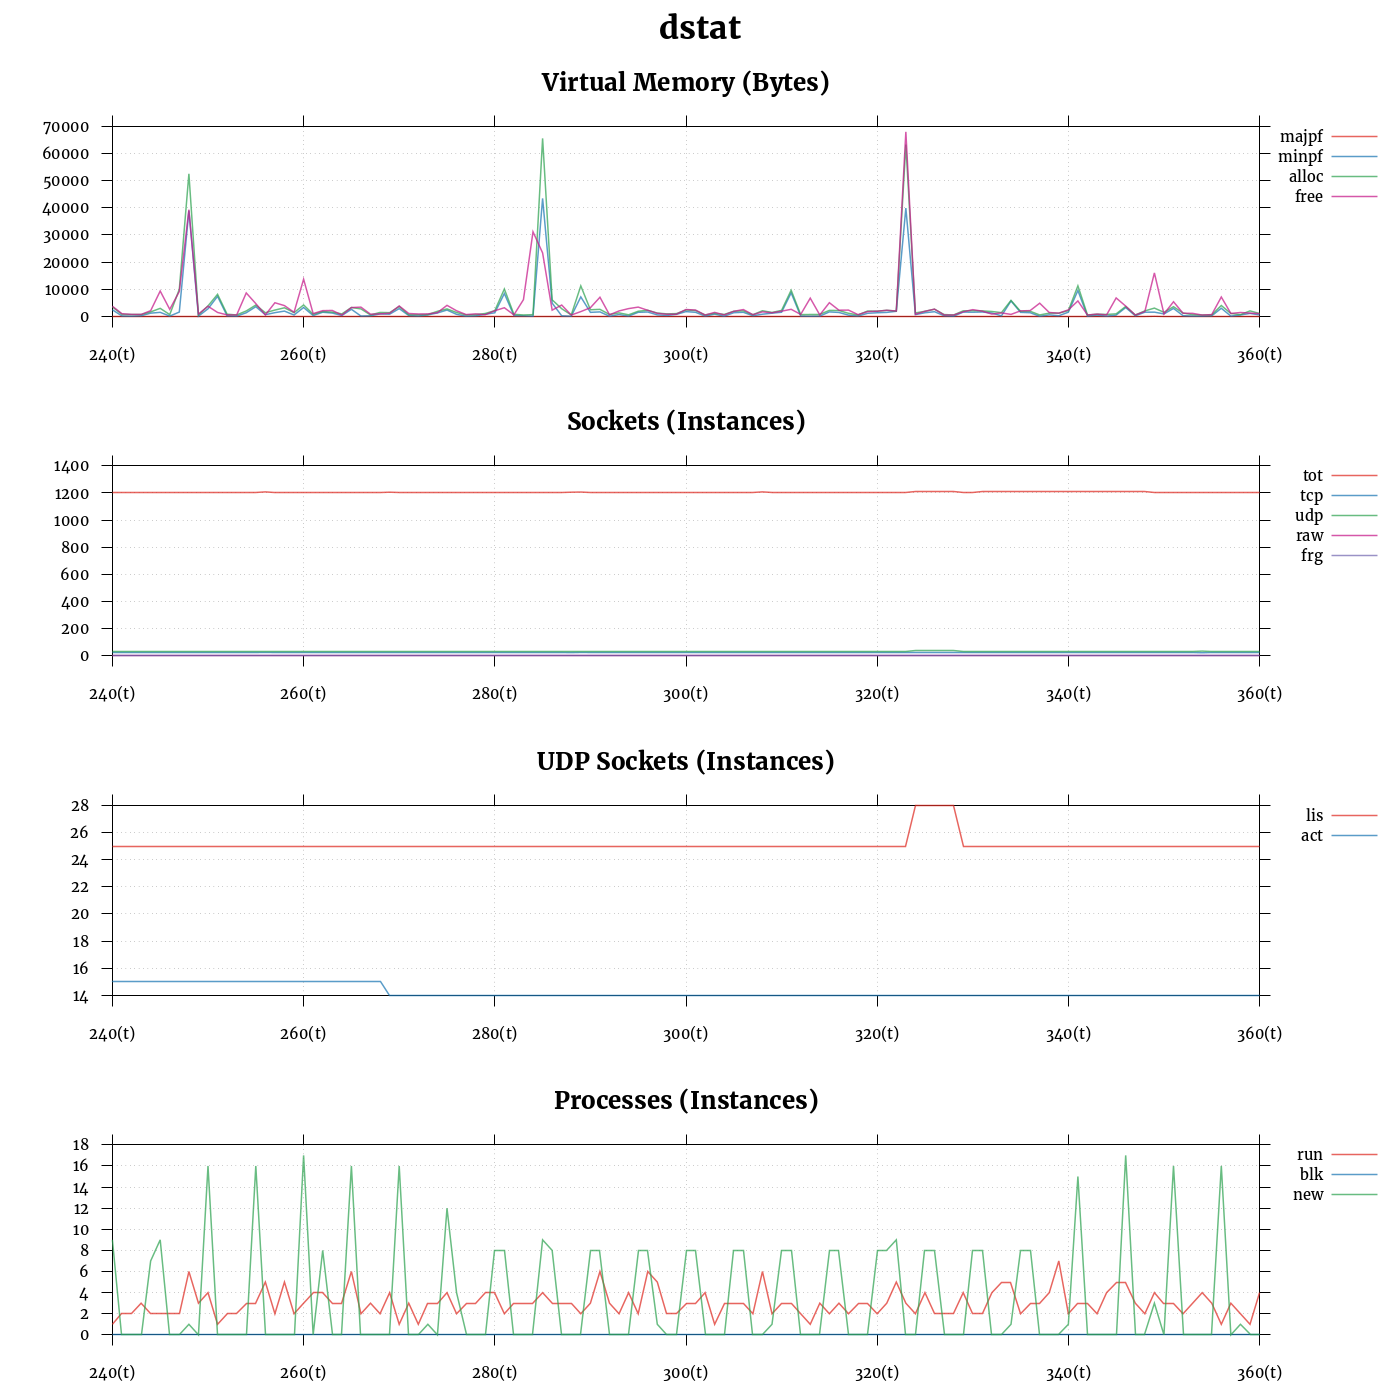 dstat
Virtual Memory (Bytes)
70000
60000
50000
40000
30000
20000
10000
0
240(t) 260(t) 280(t) 300(t) 320(t) 340(t) 360(t)
majpf
minpf
alloc
free
Sockets (Instances)
1400
1200
1000
800
600
400
200
0
240(t) 260(t) 280(t) 300(t) 320(t) 340(t) 360(t)
tot
tcp
udp
raw
frg
UDP Sockets (Instances)
28
26
24
22
20
18
16
14
240(t) 260(t) 280(t) 300(t) 320(t) 340(t) 360(t)
lis
act
Processes (Instances)
18
16
14
12
10
8
6
4
2
0
240(t) 260(t) 280(t) 300(t) 320(t) 340(t) 360(t)
run
blk
new